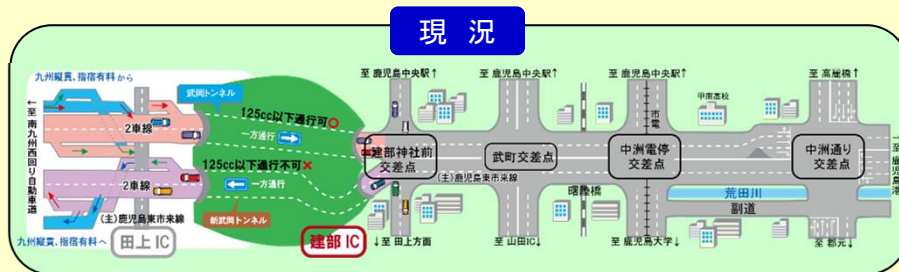 現 況
九州縦貫、指宿有料から
武岡トンネル
125cc以下通行可○
一方通行
2車線
←至 南九州西回り自動車道
125cc以下通行不可×
一方通行
2車線
(主)鹿児島東市来線
新武岡トンネル
九州縦貫、指宿有料へ
田上 IC
建部 IC
至 鹿児島中央駅↑
建部神社前
交差点
(主)鹿児島東市来線
↓至 田上方面
至 鹿児島中央駅↑
武町交差点
至 山田IC↓
曙陸橋
至 鹿児島中央駅↑
市電
中洲電停
交差点
至 鹿児島大学↓
甲南高校
至 高麗橋↑
中洲通り
交差点
荒田川
副道
至 郡元↓
至 鹿児島港